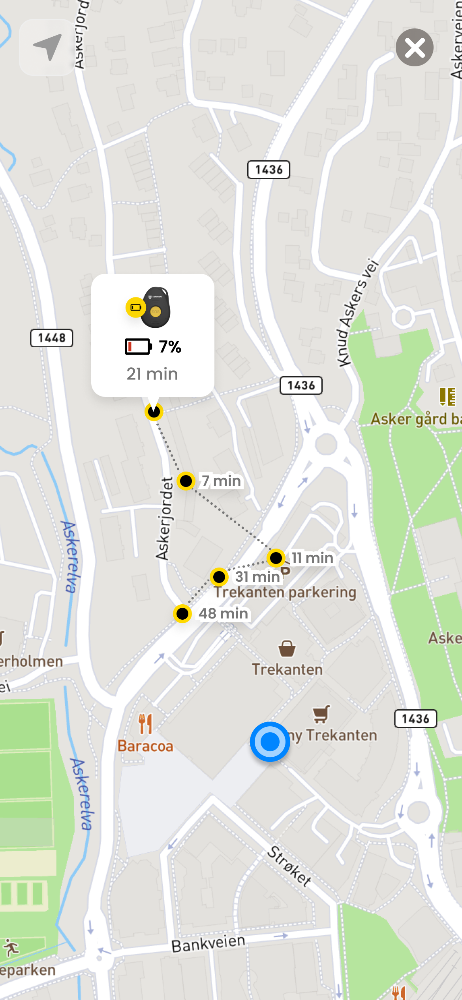 Askerjord
Askerveien
1436
Knud Askers vei
Safemate
SOS
7%
21 min
1448
1436
Asker gård ba
7 min
Askerjordet
Askerelva
11 min
P
31 min
Trekanten parkering
48 min
Aske
erholmen
Trekanten
ei
1436
ny Trekanten
Baracoa
Askerelva
Strøket
Bankveien
eparken